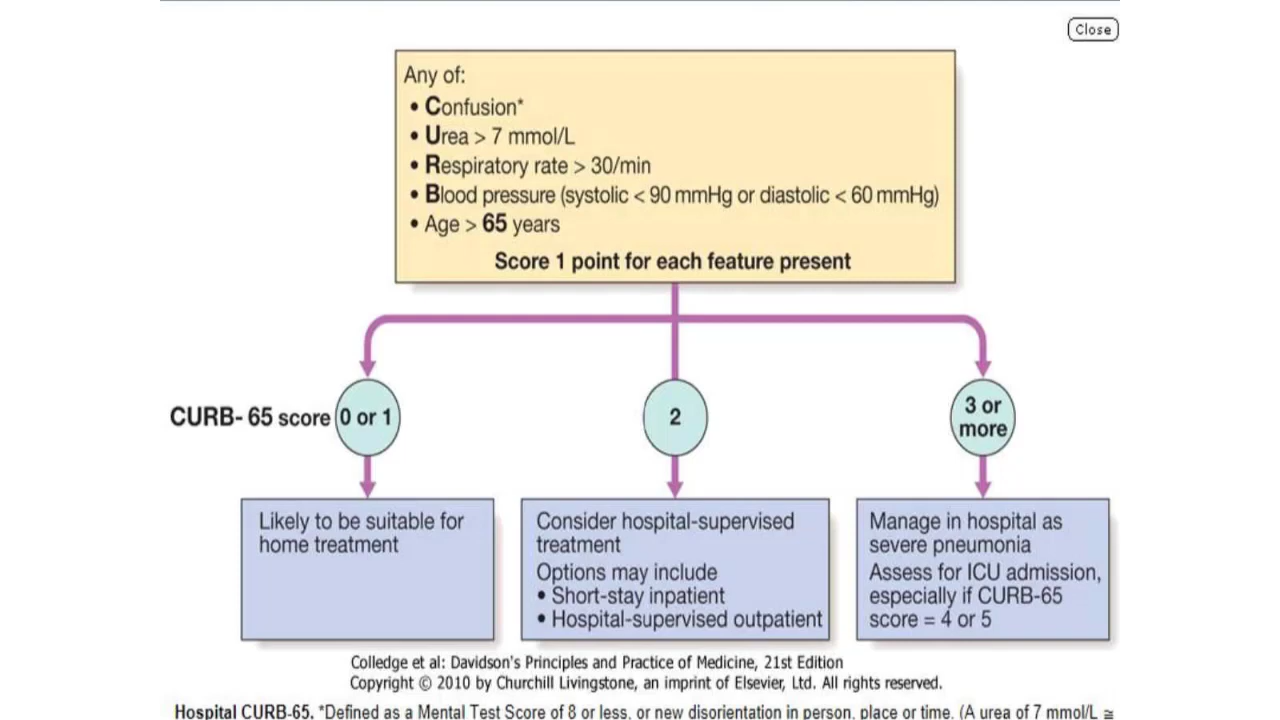 Close
Any of:
• Confusion*
• Urea > 7 mmol/L
• Respiratory rate > 30/min
• Blood pressure (systolic < 90 mmHg or diastolic < 60 mmHg)
• Age > 65 years
Score 1 point for each feature present
CURB- 65 score
0 or 1
2
3 or
more
Likely to be suitable for
home treatment
Consider hospital-supervised
treatment
Options may include
• Short-stay inpatient
• Hospital-supervised outpatient
Manage in hospital as
severe pneumonia
Assess for ICU admission,
especially if CURB-65
score = 4 or 5
Colledge et al: Davidson's Principles and Practice of Medicine, 21st Edition
Copyright © 2010 by Churchill Livingstone, an imprint of Elsevier, Ltd. All rights reserved.
Hospital CURB-65. *Defined as a Mental Test Score of 8 or less, or new disorientation in person, place or time. (A urea of 7 mmol/L ≅